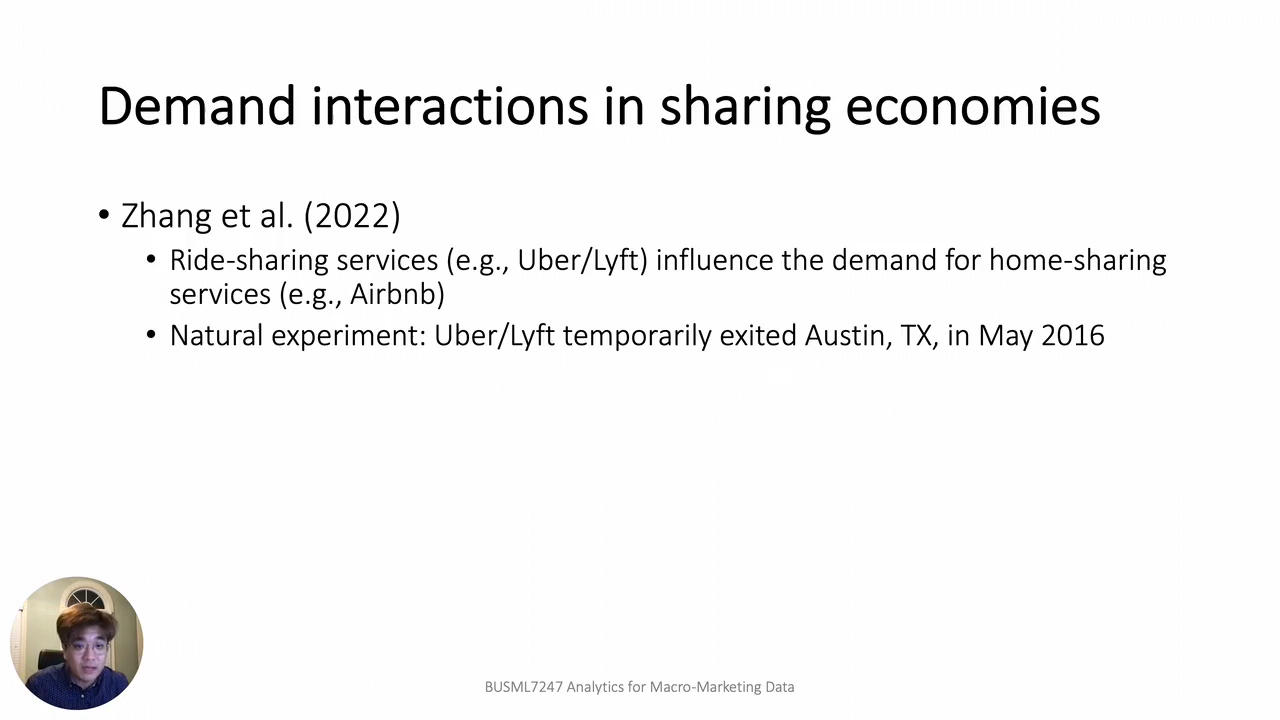 Demand interactions in sharing economies
• Zhang et al. (2022)
• Ride-sharing services (e.g., Uber/Lyft) influence the demand for home-sharing
services (e.g., Airbnb)
• Natural experiment: Uber/Lyft temporarily exited Austin, TX, in May 2016
BUSML7247 Analytics for Macro-Marketing Data